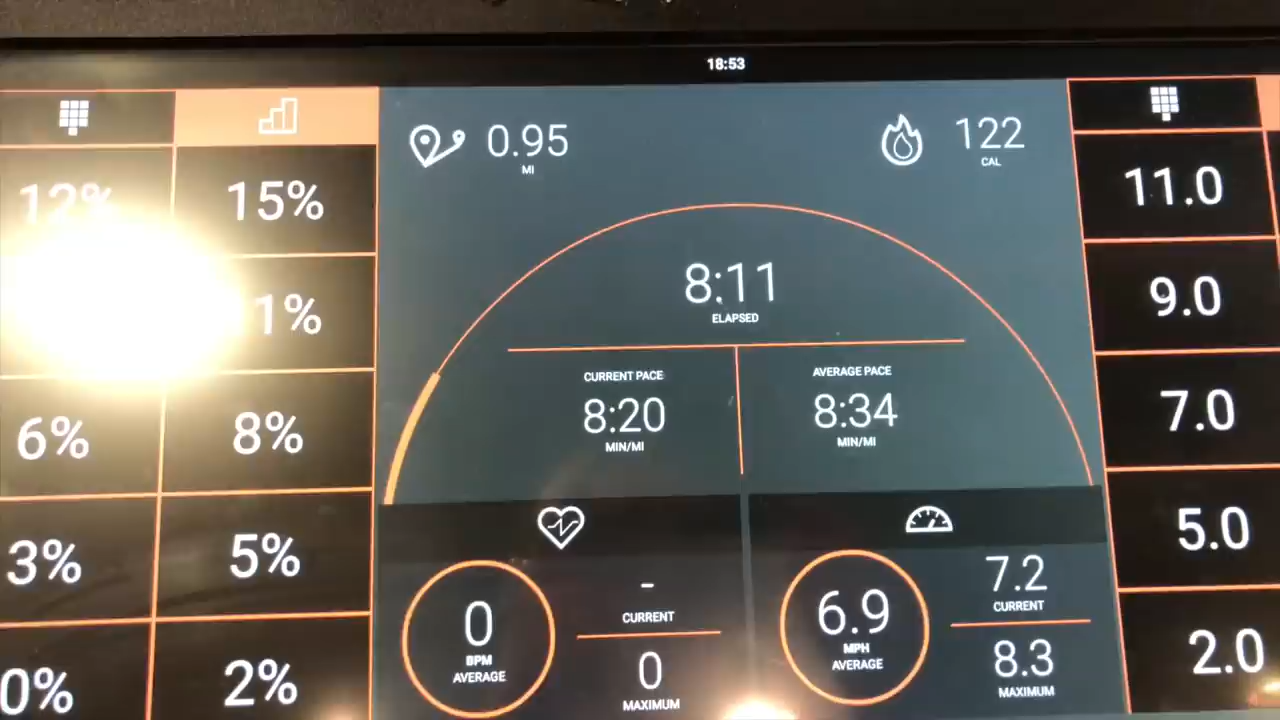 18:53
12%
15%
1%
6%
8%
3%
5%
0%
2%
0.95
MI
122
CAL
8:11
ELAPSED
CURRENT PACE
8:20
MIN/MI
AVERAGE PACE
8:34
MIN/MI
0
BPM
AVERAGE
-
CURRENT
0
MAXIMUM
6.9
MPH
AVERAGE
7.2
CURRENT
8.3
MAXIMUM
11.0
9.0
7.0
5.0
2.0